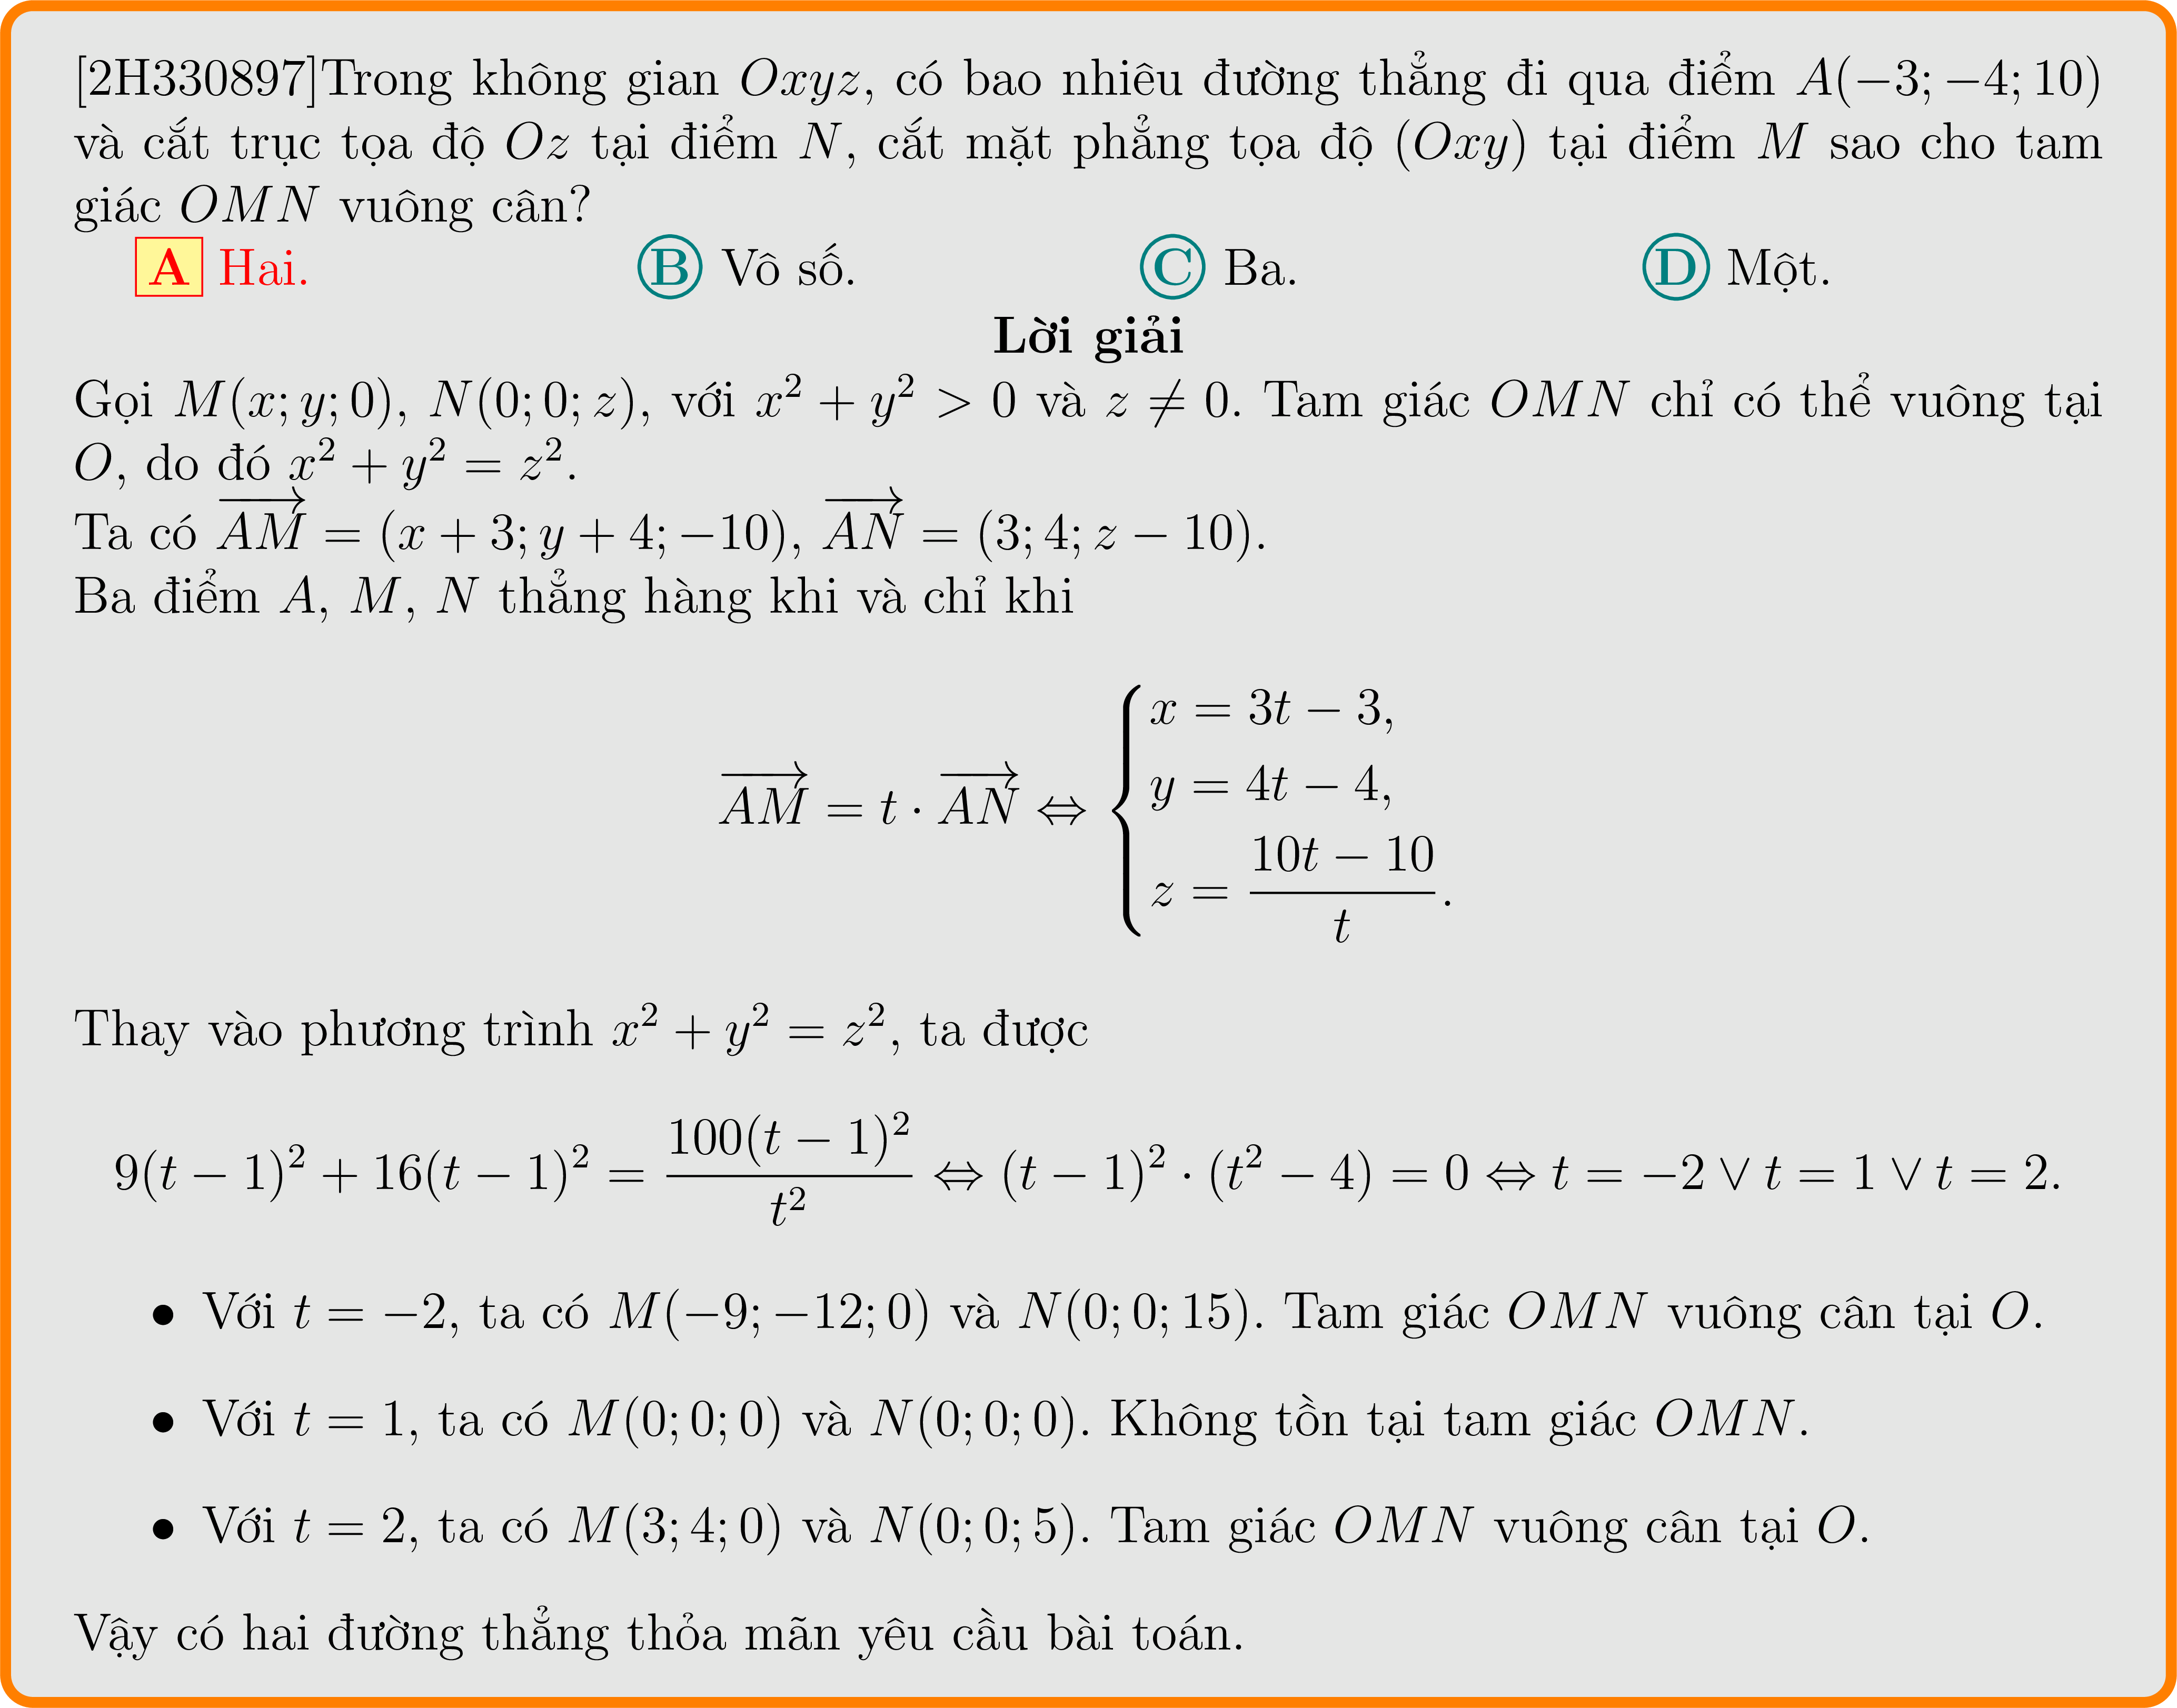 [2H330897]Trong không gian $Oxyz$, có bao nhiêu đường thẳng đi qua điểm $A(-3;-4;10)$
và cắt trục tọa độ $Oz$ tại điểm $N$, cắt mặt phẳng tọa độ $(Oxy)$ tại điểm $M$ sao cho tam
giác $OMN$ vuông cân?
A Hai. B Vô số. C Ba. D Một.
Lời giải
Gọi $M(x;y;0)$, $N(0;0;z)$, với $x^2+y^2>0$ và $z\neq 0$. Tam giác $OMN$ chỉ có thể vuông tại
$O$, do đó $x^2+y^2=z^2$.
Ta có $\overrightarrow{AM}=(x+3;y+4;-10)$, $\overrightarrow{AN}=(3;4;z-10)$.
Ba điểm $A$, $M$, $N$ thẳng hàng khi và chỉ khi
$\overrightarrow{AM}=t\cdot\overrightarrow{AN}\Leftrightarrow\begin{cases}x=3t-3,\\y=4t-4,\\z=\dfrac{10t-10}{t}.\end{cases}$
Thay vào phương trình $x^2+y^2=z^2$, ta được
$9(t-1)^2+16(t-1)^2=\dfrac{100(t-1)^2}{t^2}\Leftrightarrow(t-1)^2\cdot(t^2-4)=0\Leftrightarrow t=-2\vee t=1\vee t=2.$
• Với $t=-2$, ta có $M(-9;-12;0)$ và $N(0;0;15)$. Tam giác $OMN$ vuông cân tại $O$.
• Với $t=1$, ta có $M(0;0;0)$ và $N(0;0;0)$. Không tồn tại tam giác $OMN$.
• Với $t=2$, ta có $M(3;4;0)$ và $N(0;0;5)$. Tam giác $OMN$ vuông cân tại $O$.
Vậy có hai đường thẳng thỏa mãn yêu cầu bài toán.